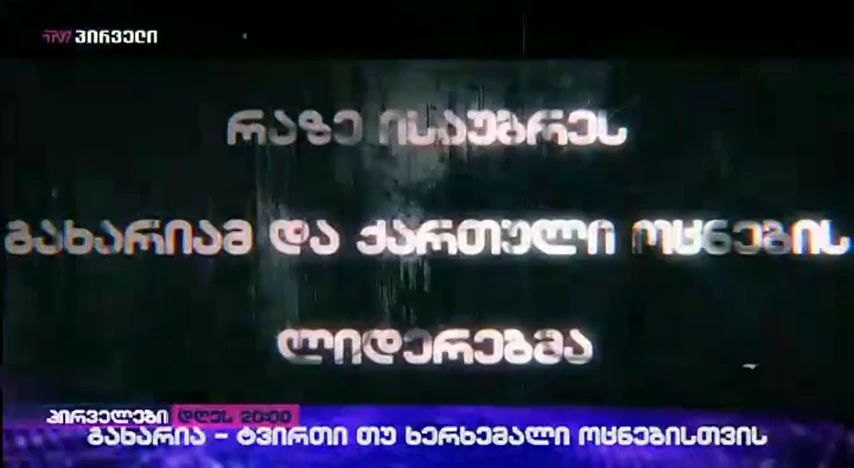 TV პირველი
რაზე ისაუბრეს
გახარიამ და ქართული ოცნების
ლიდერებმა
პირველები დღეს 20:00
გახარია - ტვირთი თუ ხერხემალი ოცნებისთვის